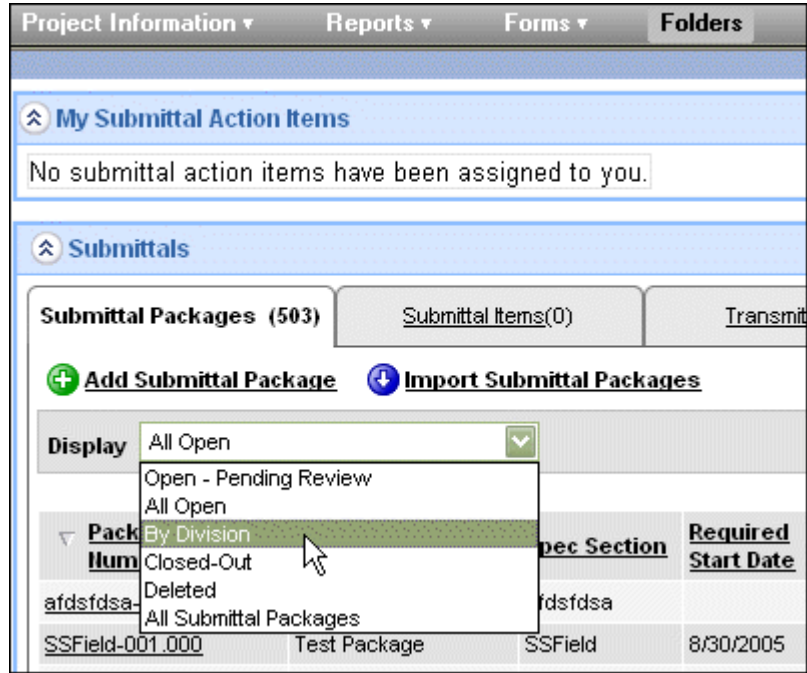 Project Information ▾ Reports ▾ Forms ▾ Folders
My Submittal Action Items
No submittal action items have been assigned to you.
Submittals
Submittal Packages (503) Submittal Items(0) Transmit
Add Submittal Package Import Submittal Packages
Display All Open
Open - Pending Review
All Open
By Division
Closed-Out
Deleted
All Submittal Packages
Pack Num pec Section Required Start Date
afdsfdsa- fdsfdsa
SSField-001.000 Test Package SSField 8/30/2005